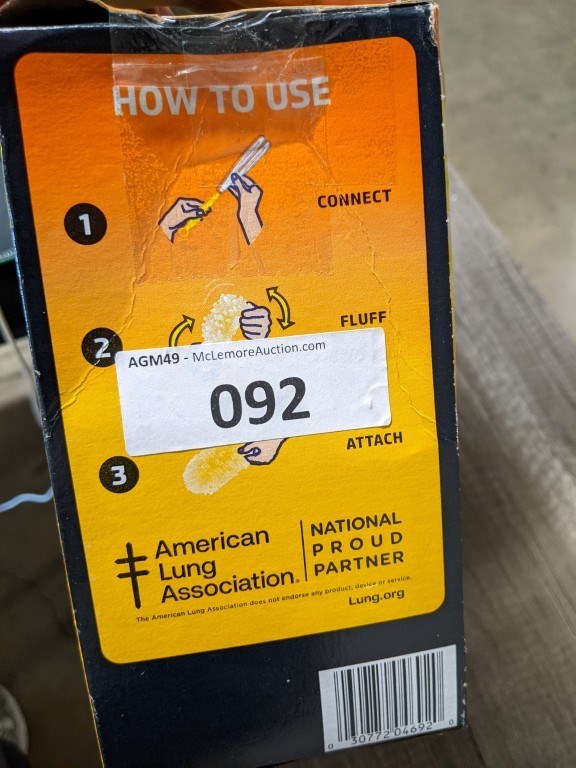 HOW TO USE
1
CONNECT
2
FLUFF
AGM49 - McLemoreAuction.com
092
3
ATTACH
American
Lung
Association®
NATIONAL
PROUD
PARTNER
The American Lung Association does not endorse any product, device or service.
Lung.org
0 30772 04692 0